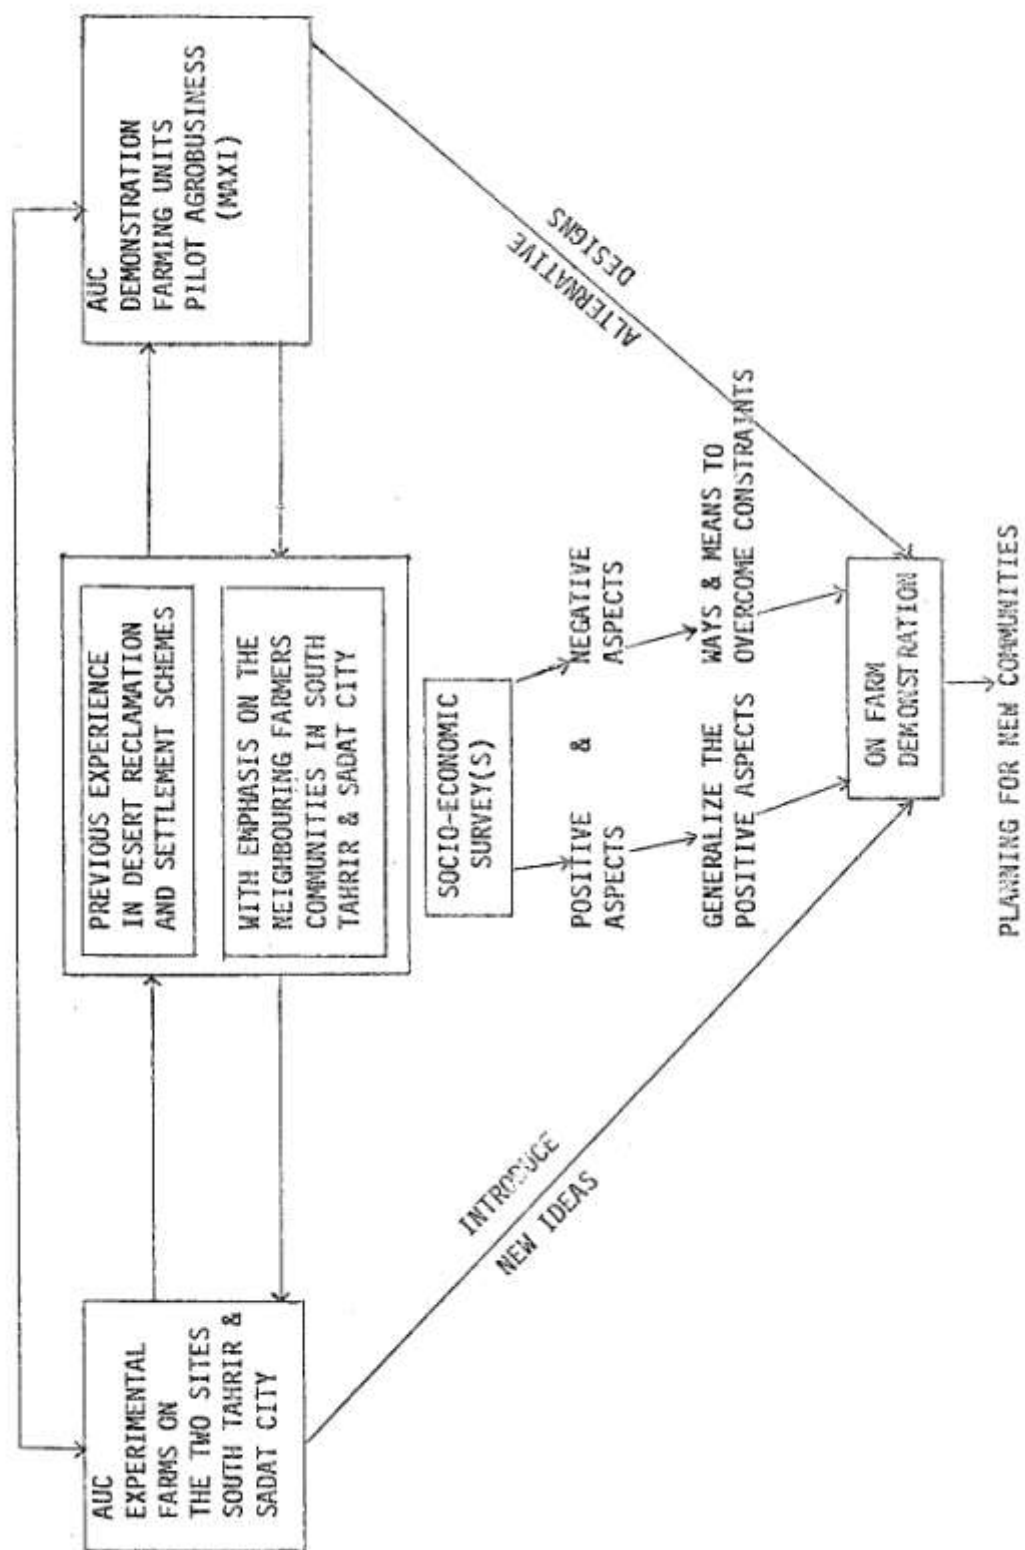 AUC
EXPERIMENTAL
FARMS ON
THE TWO SITES
SOUTH TAHRIR &
SADAT CITY
PREVIOUS EXPERIENCE
IN DESERT RECLAMATION
AND SETTLEMENT SCHEMES
WITH EMPHASIS ON THE
NEIGHBOURING FARMERS
COMMUNITIES IN SOUTH
TAHRIR & SADAT CITY
AUC
DEMONSTRATION
FARMING UNITS
PILOT AGROBUSINESS
(MAXI)
SOCIO-ECONOMIC
SURVEY(S)
POSITIVE & NEGATIVE
ASPECTS ASPECTS
GENERALIZE THE WAYS & MEANS TO
POSITIVE ASPECTS OVERCOME CONSTRAINTS
INTRODUCE
NEW IDEAS
ALTERNATIVE
DESIGNS
ON FARM
DEMONSTRATION
PLANNING FOR NEW COMMUNITIES